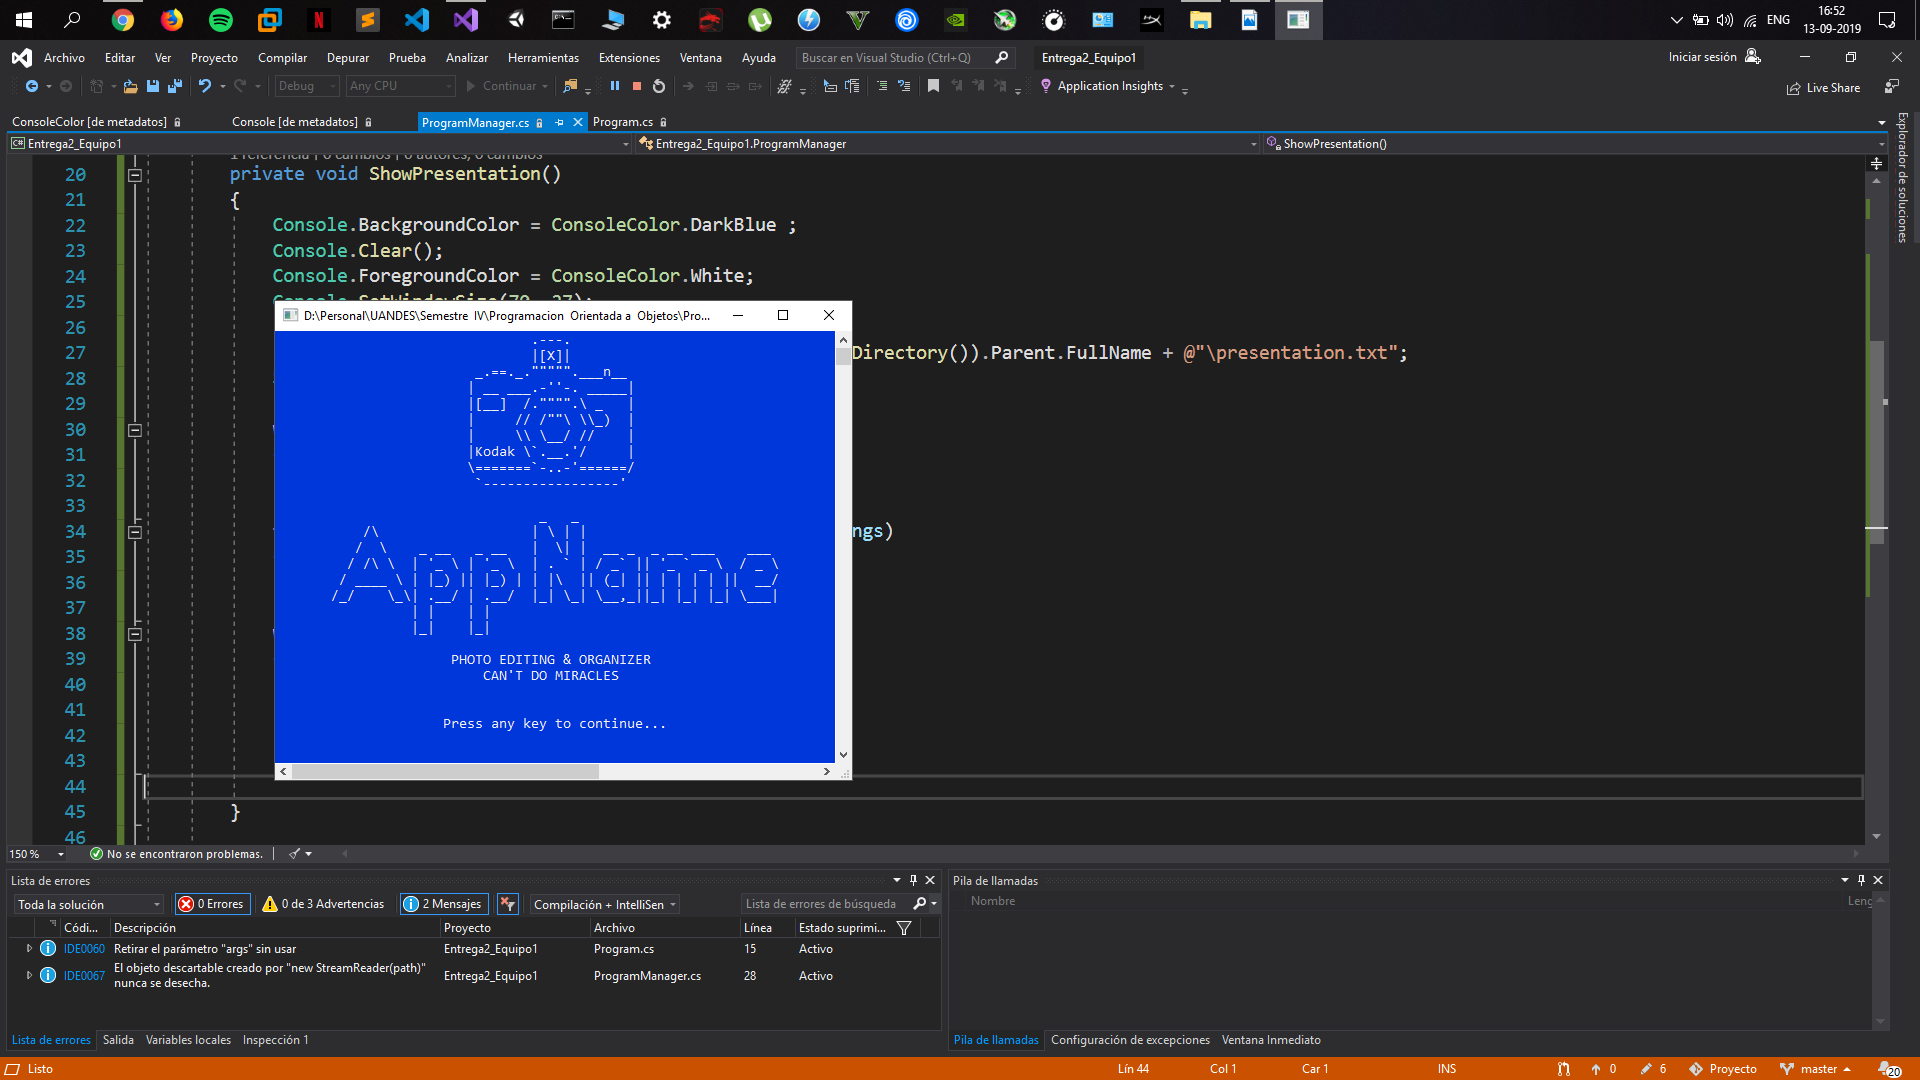 ENG
16:52
13-09-2019
Archivo Editar Ver Proyecto Compilar Depurar Prueba Analizar Herramientas Extensiones Ventana Ayuda
Buscar en Visual Studio (Ctrl+Q)
Entrega2_Equipo1
Iniciar sesión
Debug
Any CPU
Continuar
Application Insights
Live Share
ConsoleColor [de metadatos]
Console [de metadatos]
ProgramManager.cs
Program.cs
Explorador de soluciones
Entrega2_Equipo1
Entrega2_Equipo1.ProgramManager
ShowPresentation()
1 referencia | 0 cambios | 0 autores, 0 cambios
20 private void ShowPresentation()
21 {
22 Console.BackgroundColor = ConsoleColor.DarkBlue ;
23 Console.Clear();
24 Console.ForegroundColor = ConsoleColor.White;
25 Console.SetWindowSize(70, 27);
26
27 Directory()).Parent.FullName + @"\presentation.txt";
28
29
30
31
32
33
34 ngs)
35
36
37
38
39
40
41
42
43
44
45 }
46
D:\Personal\UANDES\Semestre IV\Programacion Orientada a Objetos\Pro...
[X]
n
Kodak
AppName
PHOTO EDITING & ORGANIZER
CAN'T DO MIRACLES
Press any key to continue...
150 %
No se encontraron problemas.
Lista de errores
Toda la solución
0 Errores
0 de 3 Advertencias
2 Mensajes
Compilación + IntelliSen
Lista de errores de búsqueda
Códi... Descripción Proyecto Archivo Línea Estado suprimi...
IDE0060 Retirar el parámetro "args" sin usar Entrega2_Equipo1 Program.cs 15 Activo
IDE0067 El objeto descartable creado por "new StreamReader(path)" nunca se desecha. Entrega2_Equipo1 ProgramManager.cs 28 Activo
Lista de errores Salida Variables locales Inspección 1
Pila de llamadas
Nombre
Leng
Pila de llamadas Configuración de excepciones Ventana Inmediato
Listo
Lín 44
Col 1
Car 1
INS
0
6
Proyecto
master
20